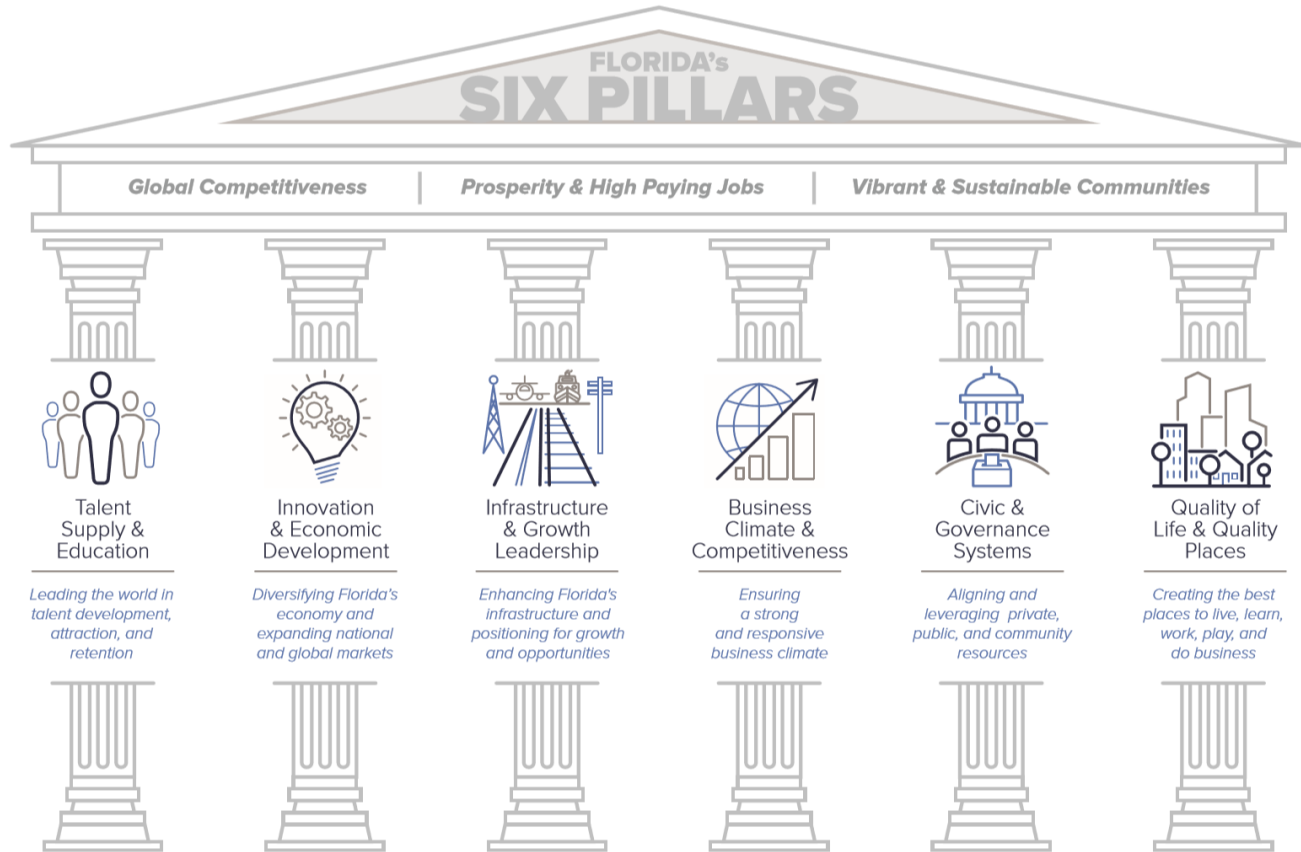 FLORIDA's
SIX PILLARS
Global Competitiveness | Prosperity & High Paying Jobs | Vibrant & Sustainable Communities
Talent
Supply &
Education
Leading the world in
talent development,
attraction, and
retention
Innovation
& Economic
Development
Diversifying Florida's
economy and
expanding national
and global markets
Infrastructure
& Growth
Leadership
Enhancing Florida's
infrastructure and
positioning for growth
and opportunities
Business
Climate &
Competitiveness
Ensuring
a strong
and responsive
business climate
Civic &
Governance
Systems
Aligning and
leveraging private,
public, and community
resources
Quality of
Life & Quality
Places
Creating the best
places to live, learn,
work, play, and
do business